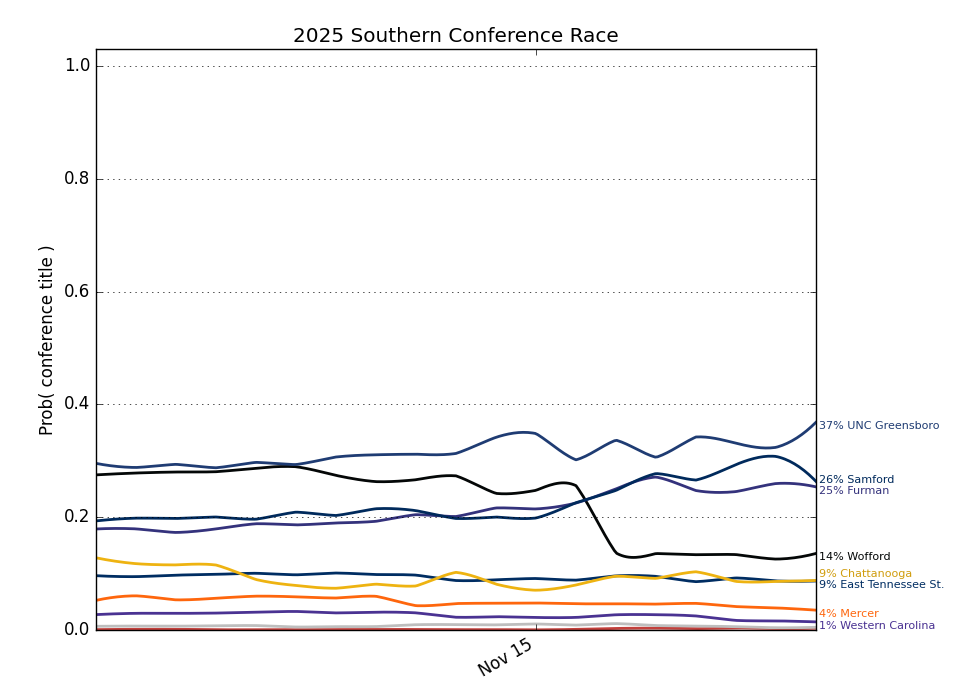 2025 Southern Conference Race
Prob( conference title )
1.0
0.8
0.6
0.4
0.2
0.0
Nov 15
37% UNC Greensboro
26% Samford
25% Furman
14% Wofford
9% Chattanooga
9% East Tennessee St.
4% Mercer
1% Western Carolina